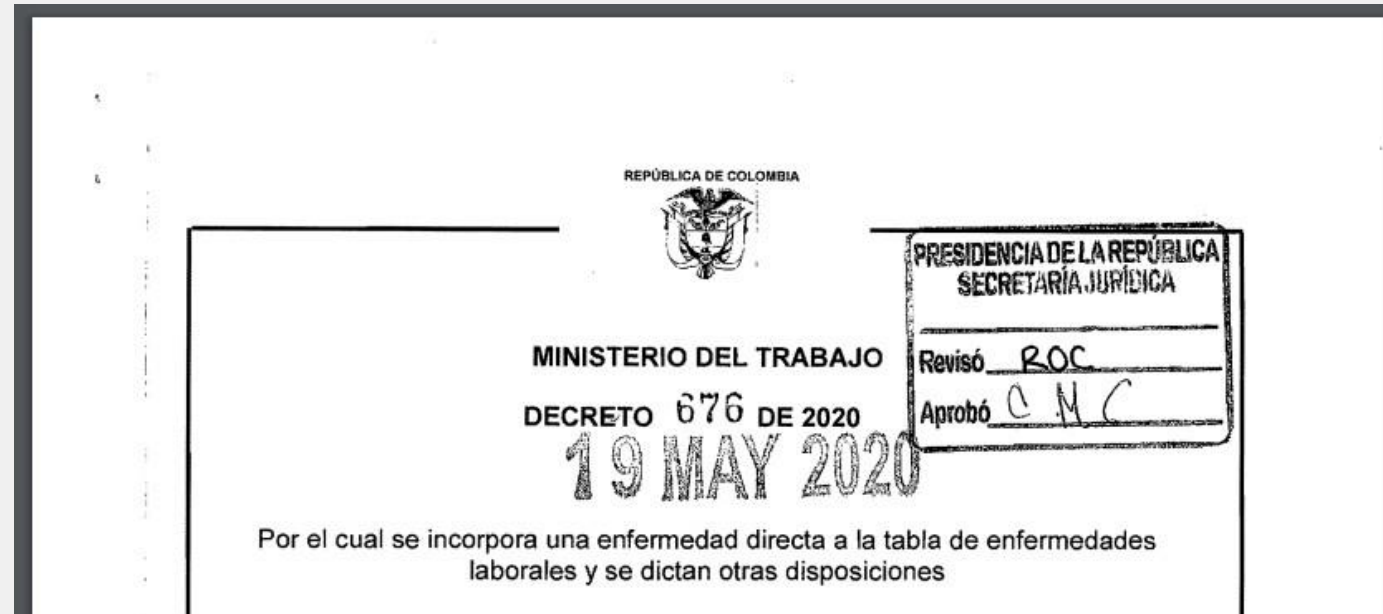 REPÚBLICA DE COLOMBIA
PRESIDENCIA DE LA REPÚBLICA
SECRETARÍA JURÍDICA
Revisó ROC
Aprobó C M C
MINISTERIO DEL TRABAJO
DECRETO 676 DE 2020
19 MAY 2020
Por el cual se incorpora una enfermedad directa a la tabla de enfermedades
laborales y se dictan otras disposiciones